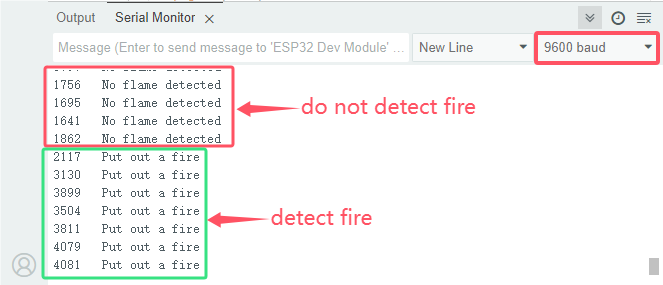 Output Serial Monitor
Message (Enter to send message to 'ESP32 Dev Module' ... New Line 9600 baud
No flame detected
1756 No flame detected
1695 No flame detected
1641 No flame detected
1862 No flame detected
do not detect fire
2117 Put out a fire
3130 Put out a fire
3899 Put out a fire
3504 Put out a fire
3811 Put out a fire
4079 Put out a fire
4081 Put out a fire
detect fire